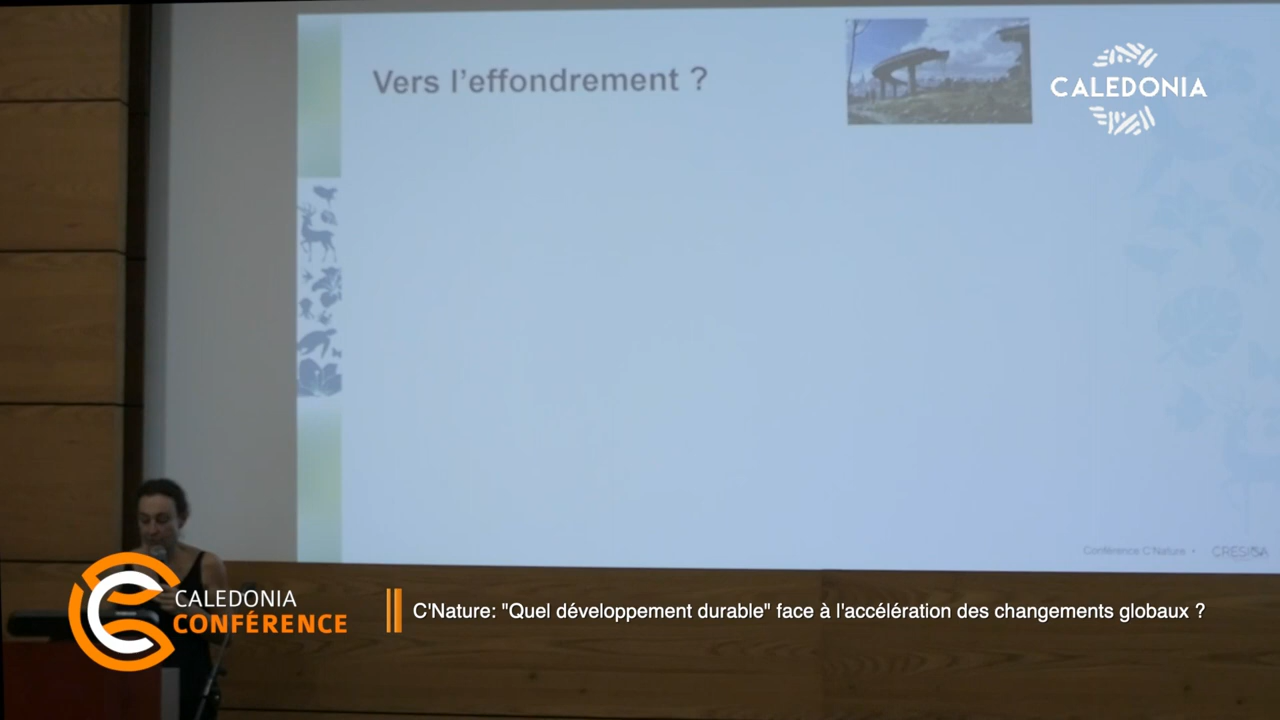 Vers l'effondrement ?
CALEDONIA
Conférence C'Nature •
CRESICA
CALEDONIA
CONFÉRENCE
C'Nature: "Quel développement durable" face à l'accélération des changements globaux ?